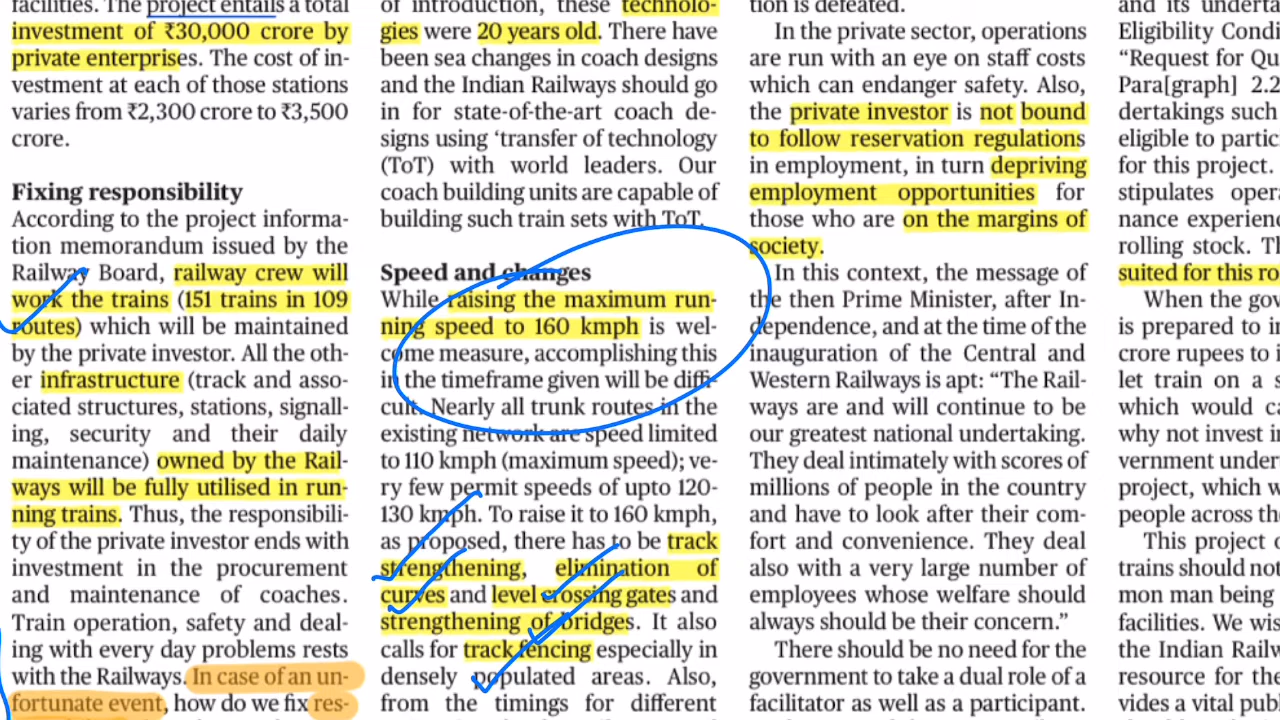 facilities. The project entails a total
investment of ₹30,000 crore by
private enterprises. The cost of in-
vestment at each of those stations
varies from ₹2,300 crore to ₹3,500
crore.
Fixing responsibility
According to the project informa-
tion memorandum issued by the
Railway Board, railway crew will
work the trains (151 trains in 109
routes) which will be maintained
by the private investor. All the oth-
er infrastructure (track and asso-
ciated structures, stations, signall-
ing, security and their daily
maintenance) owned by the Rail-
ways will be fully utilised in run-
ning trains. Thus, the responsibili-
ty of the private investor ends with
investment in the procurement
and maintenance of coaches.
Train operation, safety and deal-
ing with every day problems rests
with the Railways. In case of an un-
fortunate event, how do we fix res-
of introduction, these technolo-
gies were 20 years old. There have
been sea changes in coach designs
and the Indian Railways should go
in for state-of-the-art coach de-
signs using ‘transfer of technology
(ToT) with world leaders. Our
coach building units are capable of
building such train sets with ToT.
Speed and changes
While raising the maximum run-
ning speed to 160 kmph is wel-
come measure, accomplishing this
in the timeframe given will be diffi-
cult. Nearly all trunk routes in the
existing network are speed limited
to 110 kmph (maximum speed); ve-
ry few permit speeds of upto 120-
130 kmph. To raise it to 160 kmph,
as proposed, there has to be track
strengthening, elimination of
curves and level crossing gates and
strengthening of bridges. It also
calls for track fencing especially in
densely populated areas. Also,
from the timings for different
tion is defeated.
In the private sector, operations
are run with an eye on staff costs
which can endanger safety. Also,
the private investor is not bound
to follow reservation regulations
in employment, in turn depriving
employment opportunities for
those who are on the margins of
society.
In this context, the message of
the then Prime Minister, after In-
dependence, and at the time of the
inauguration of the Central and
Western Railways is apt: “The Rail-
ways are and will continue to be
our greatest national undertaking.
They deal intimately with scores of
millions of people in the country
and have to look after their com-
fort and convenience. They deal
also with a very large number of
employees whose welfare should
always should be their concern.”
There should be no need for the
government to take a dual role of a
facilitator as well as a participant.
and its underta
Eligibility Condi
“Request for Qu
Para[graph] 2.2
dertakings such
eligible to partic
for this project.
stipulates oper
nance experienc
rolling stock. Th
suited for this ro
When the gov
is prepared to in
crore rupees to i
let train on a s
which would ca
why not invest in
vernment under
project, which w
people across the
This project o
trains should not
mon man being
facilities. We wis
the Indian Railw
resource for the
vides a vital publ